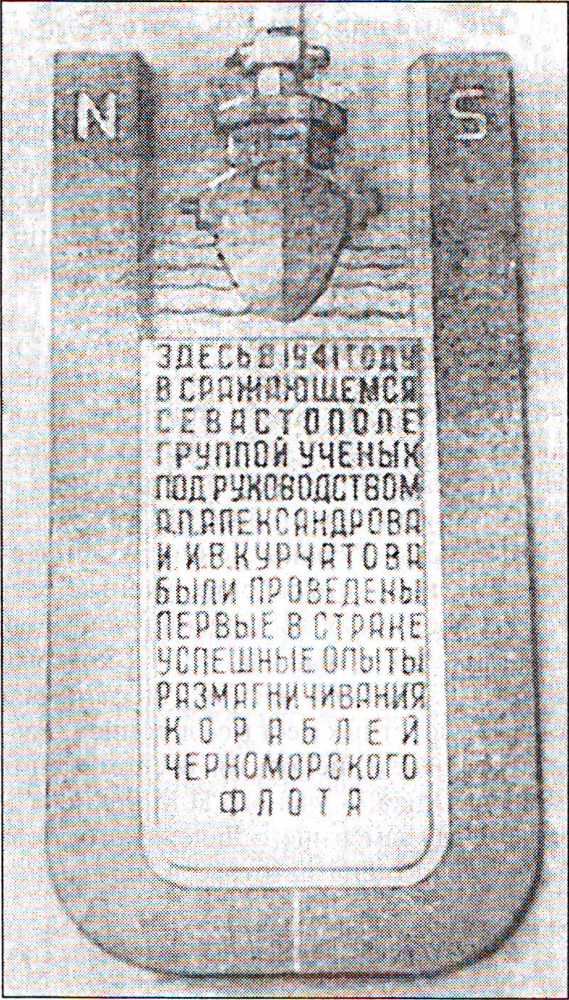 N S
ЗДЕСЬ В 1941 ГОДУ
В СРАЖАЮЩЕМСЯ
СЕВАСТОПОЛЕ
ГРУППОЙ УЧЕНЫХ
ПОД РУКОВОДСТВОМ
А.П.АЛЕКСАНДРОВА
И И.В.КУРЧАТОВА
БЫЛИ ПРОВЕДЕНЫ
ПЕРВЫЕ В СТРАНЕ
УСПЕШНЫЕ ОПЫТЫ
РАЗМАГНИЧИВАНИЯ
КОРАБЛЕЙ
ЧЕРНОМОРСКОГО
ФЛОТА